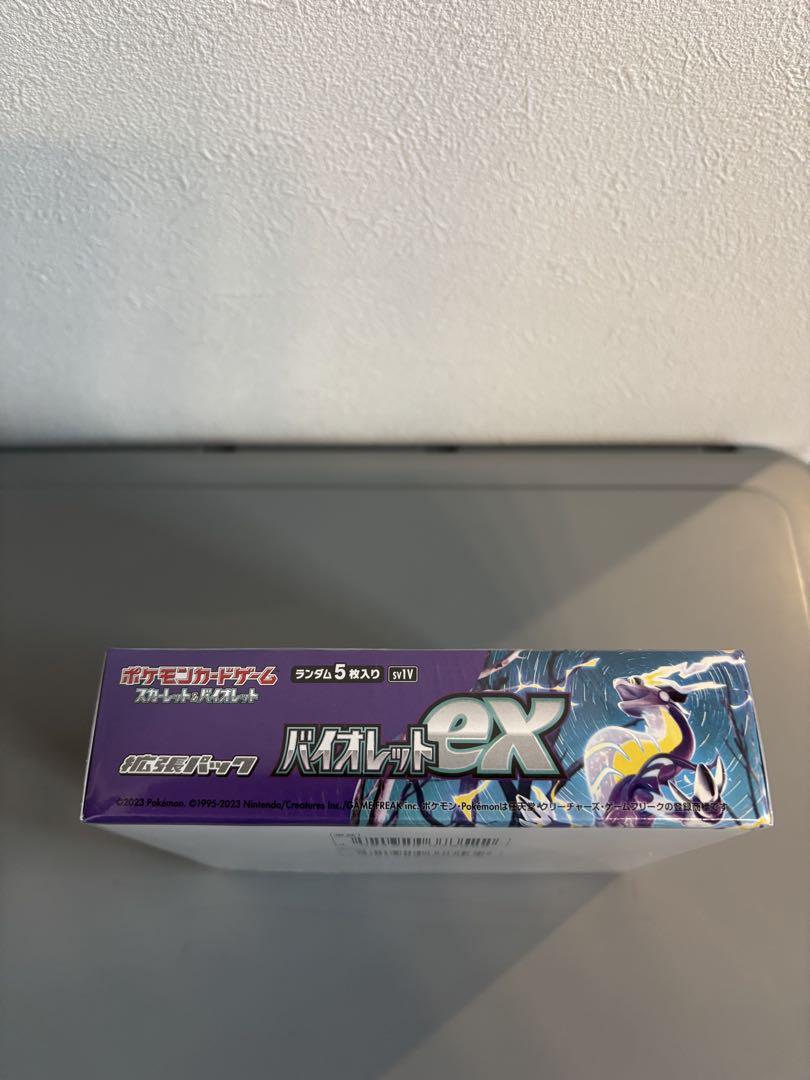 ポケモンカードゲーム
スカーレット&バイオレット
ランダム5枚入り
sv1V
拡張パック
バイオレットex
©2023 Pokémon. ©1995-2023 Nintendo/Creatures Inc./GAME FREAK inc. ポケモン・Pokémonは任天堂・クリーチャーズ・ゲームフリークの登録商標です